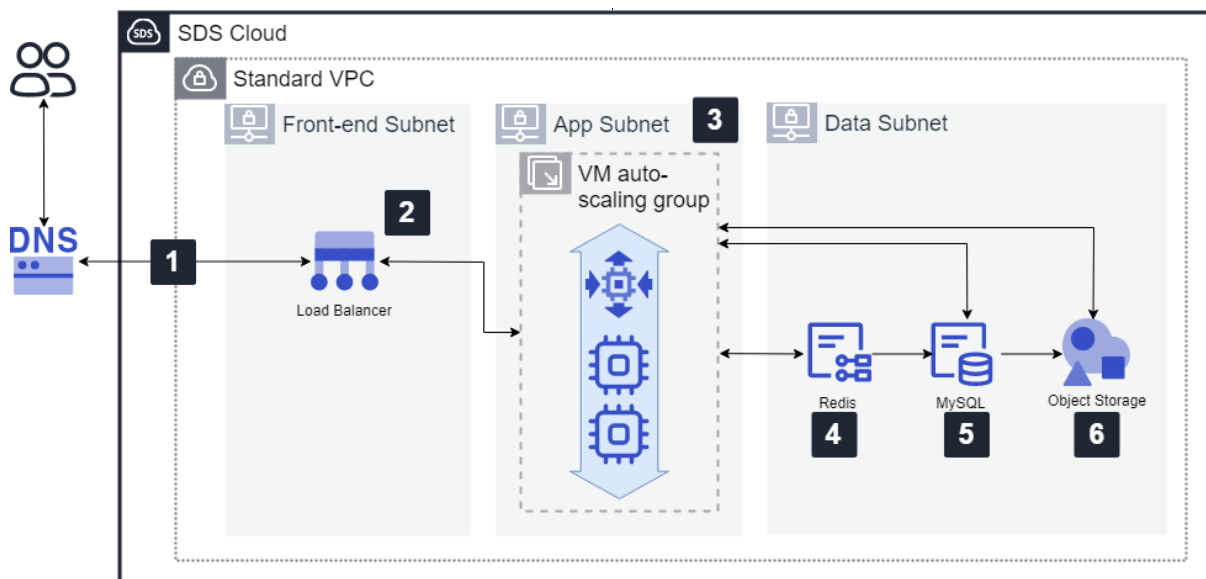 SDS
SDS Cloud
Standard VPC
Front-end Subnet
App Subnet
3
Data Subnet
VM auto-
scaling group
2
DNS
1
Load Balancer
Redis
MySQL
Object Storage
4
5
6